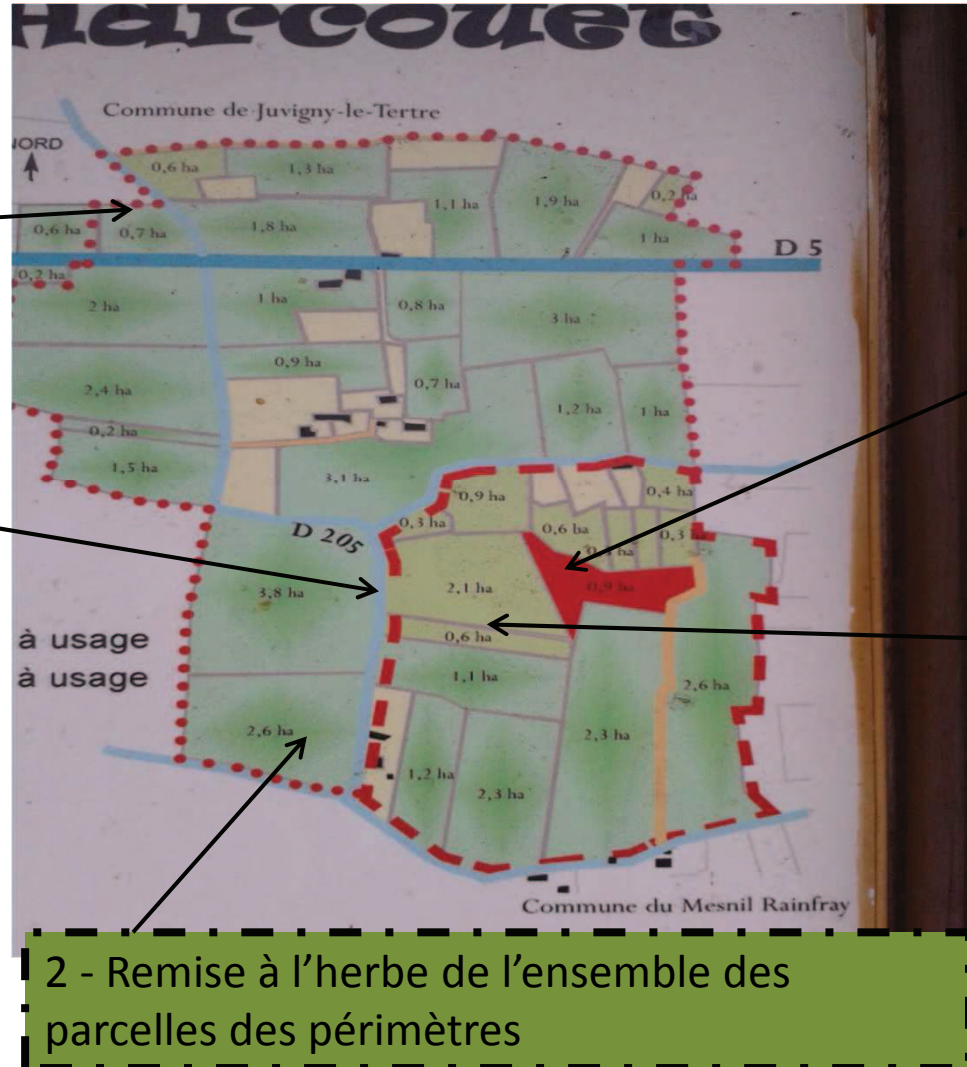 Harcouet
Commune de Juvigny-le-Tertre
NORD
0,6 ha
1,3 ha
0,2 ha
1,1 ha
1,9 ha
0,6 ha
0,7 ha
1,8 ha
1 ha
D 5
0,2 ha
2 ha
1 ha
0,8 ha
3 ha
0,9 ha
2,4 ha
0,7 ha
1,2 ha
1 ha
0,2 ha
1,5 ha
3,1 ha
0,9 ha
0,4 ha
D 205
0,3 ha
0,6 ha
0,3
ha
3,8 ha
2,1 ha
0,9 ha
à usage
0,6 ha
à usage
1,1 ha
2,6 ha
2,6 ha
2,3 ha
1,2 ha
2,3 ha
Commune du Mesnil Rainfray
2 - Remise à l’herbe de l’ensemble des
parcelles des périmètres